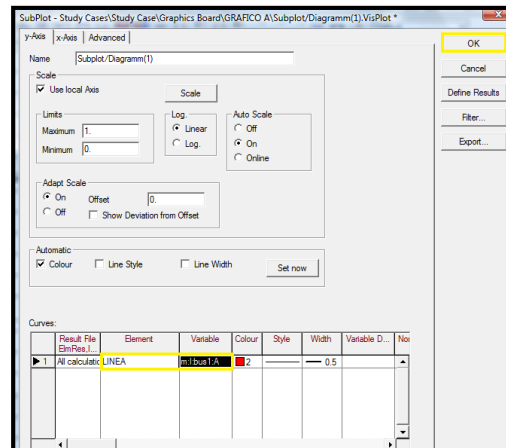 SubPlot - Study Cases\Study Case\Graphics Board\GRAFICO A\Subplot/Diagramm(1).VisPlot *
y-Axis x-Axis Advanced
OK
Name Subplot/Diagramm(1)
Cancel
Scale
Use local Axis Scale
Define Results
Limits Log. Auto Scale
Filter...
Maximum 1. Linear Off
Log. On
Export...
Minimum 0. Online
Adapt Scale
On Offset 0.
Off Show Deviation from Offset
Automatic
Colour Line Style Line Width Set now
Curves:
Result File Element Variable Colour Style Width Variable D...
ElmRes,I...
1 All calculatic LINEA m:I:bus1:A 2 0.5